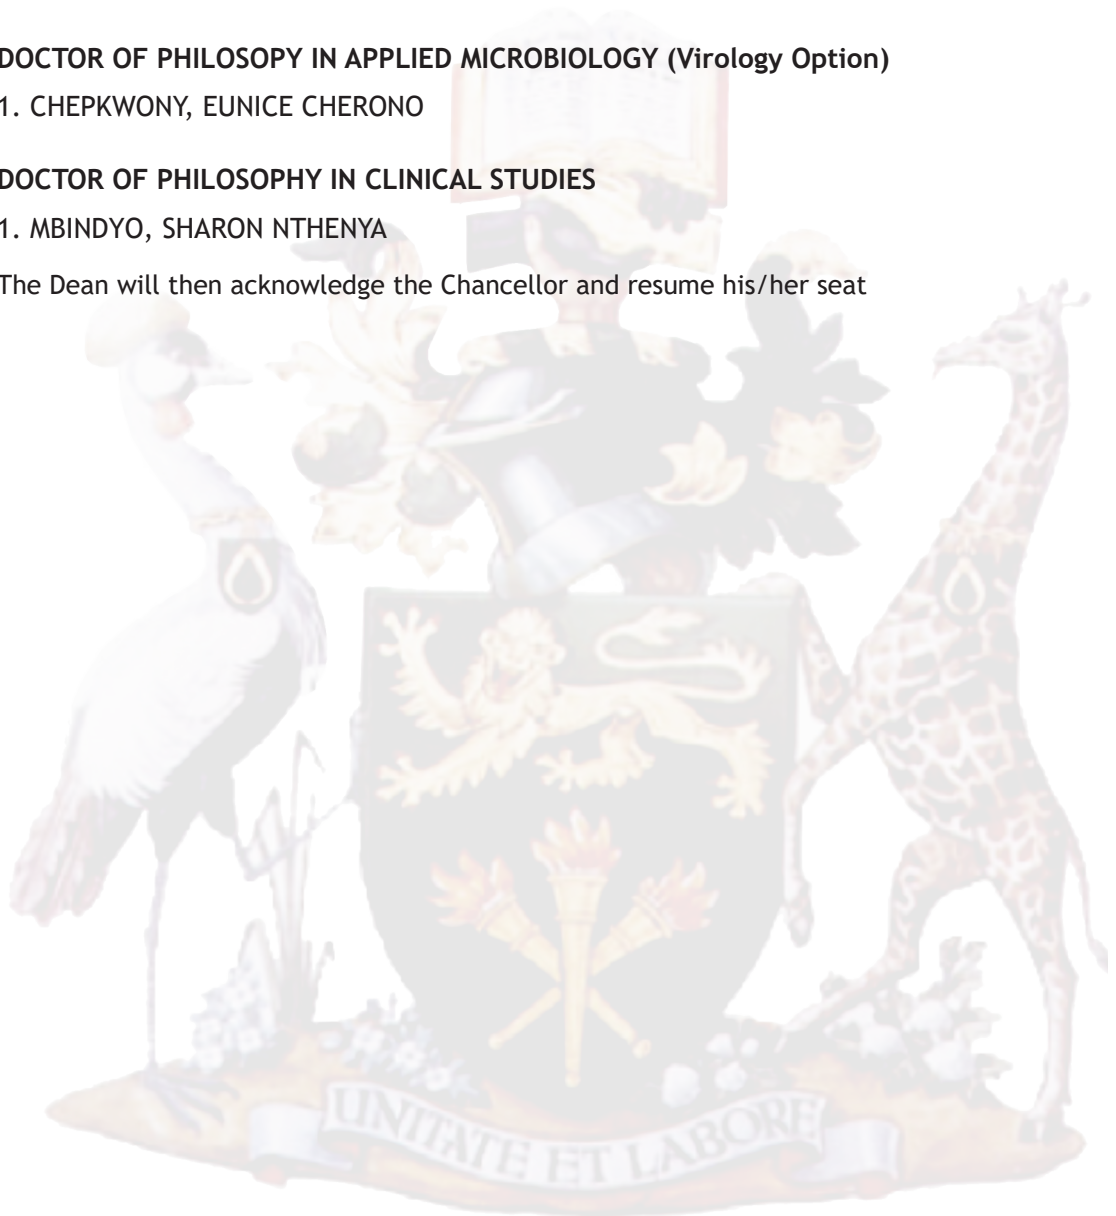 DOCTOR OF PHILOSOPY IN APPLIED MICROBIOLOGY (Virology Option)
1. CHEPKWONY, EUNICE CHERONO
DOCTOR OF PHILOSOPHY IN CLINICAL STUDIES
1. MBINDYO, SHARON NTHENYA
The Dean will then acknowledge the Chancellor and resume his/her seat
UNITATE ET LABORE